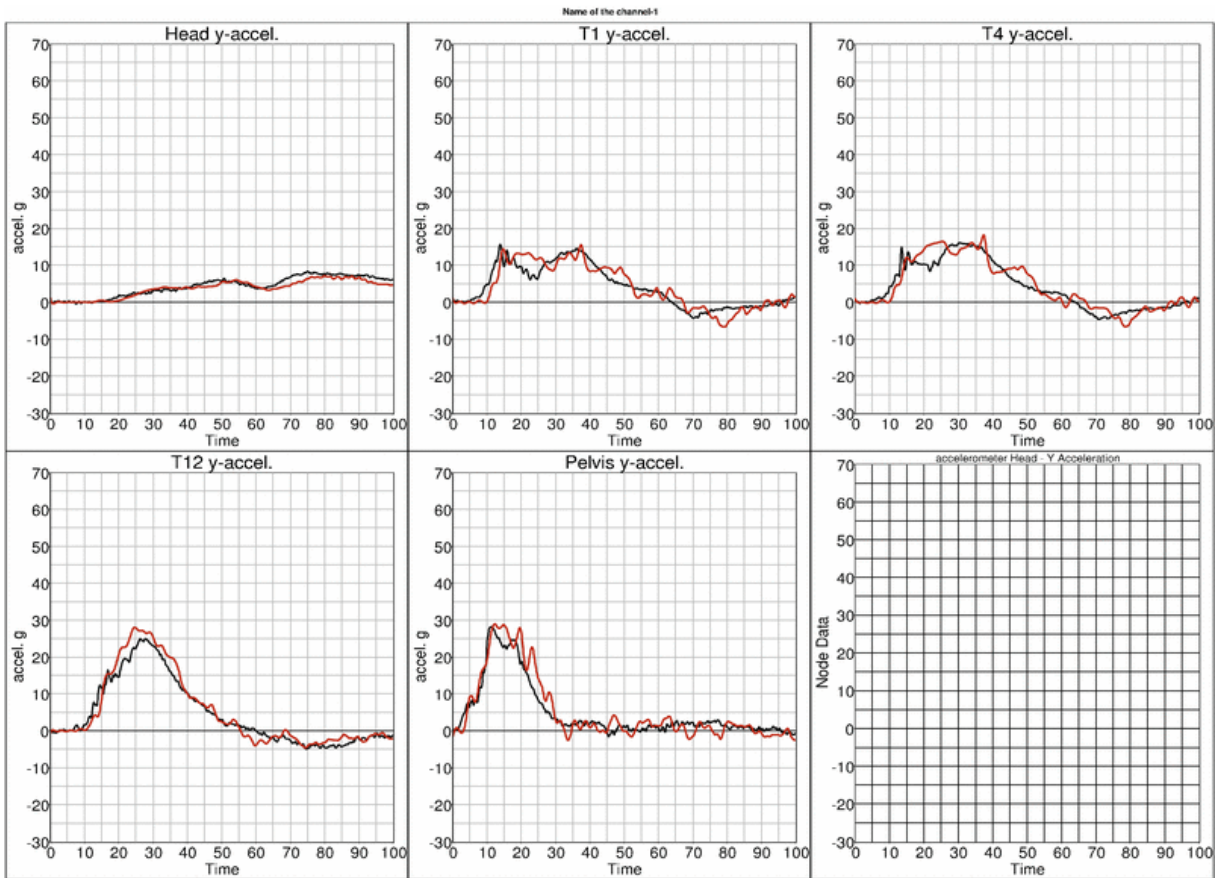 Name of the channel-1
Head y-accel.
T1 y-accel.
T4 y-accel.
70 60 50 40 30 20 10 0 -10 -20 -30
accel. g
0 10 20 30 40 50 60 70 80 90 100
Time
70 60 50 40 30 20 10 0 -10 -20 -30
accel. g
0 10 20 30 40 50 60 70 80 90 100
Time
70 60 50 40 30 20 10 0 -10 -20 -30
accel. g
0 10 20 30 40 50 60 70 80 90 100
Time
T12 y-accel.
Pelvis y-accel.
accelerometer Head - Y Acceleration
70 60 50 40 30 20 10 0 -10 -20 -30
accel. g
0 10 20 30 40 50 60 70 80 90 100
Time
70 60 50 40 30 20 10 0 -10 -20 -30
accel. g
0 10 20 30 40 50 60 70 80 90 100
Time
70 60 50 40 30 20 10 0 -10 -20 -30
Node Data
0 10 20 30 40 50 60 70 80 90 100
Time